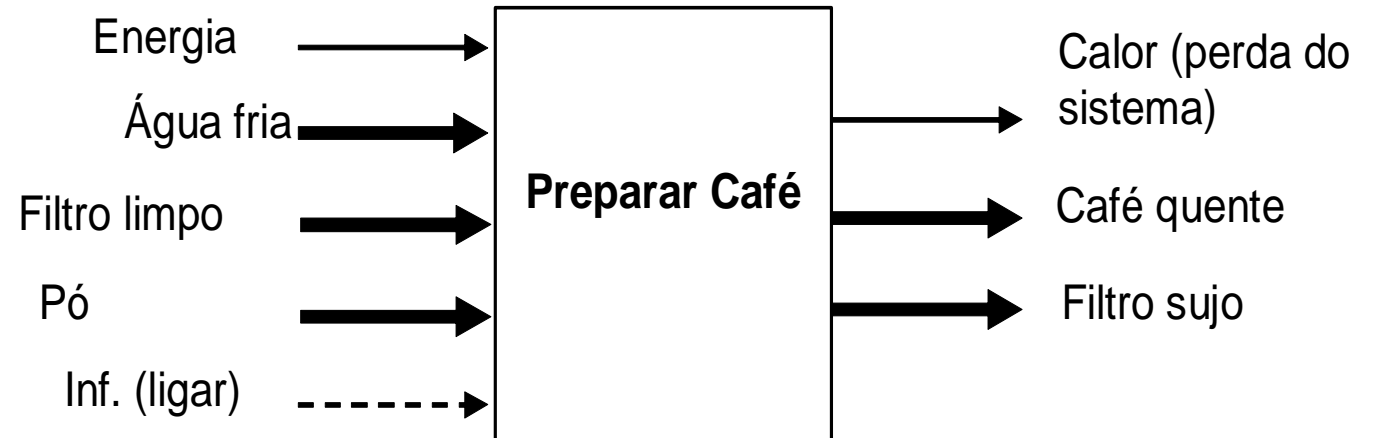 Energia
Água fria
Filtro limpo
Pó
Inf. (ligar)
Preparar Café
Calor (perda do
sistema)
Café quente
Filtro sujo